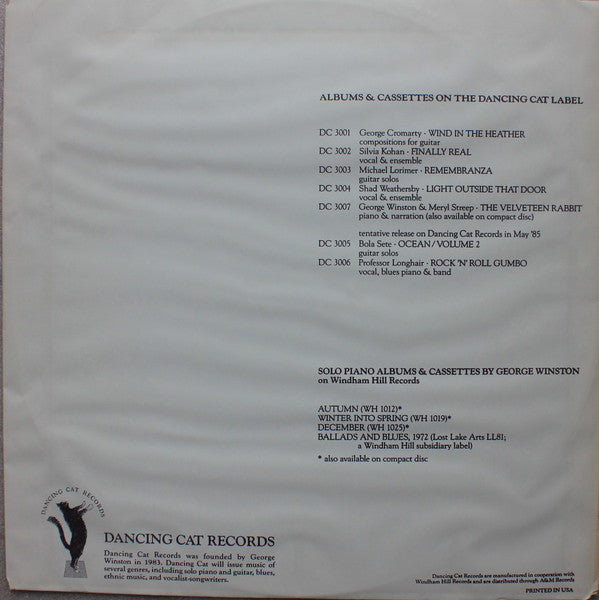 ALBUMS & CASSETTES ON THE DANCING CAT LABEL
DC 3001 George Cromarty · WIND IN THE HEATHER
compositions for guitar
DC 3002 Silvia Kohan · FINALLY REAL
vocal & ensemble
DC 3003 Michael Lorimer · REMEMBRANZA
guitar solos
DC 3004 Shad Weathersby · LIGHT OUTSIDE THAT DOOR
vocal & ensemble
DC 3007 George Winston & Meryl Streep · THE VELVETEEN RABBIT
piano & narration (also available on compact disc)
tentative release on Dancing Cat Records in May '85
DC 3005 Bola Sete · OCEAN/VOLUME 2
guitar solos
DC 3006 Professor Longhair · ROCK 'N' ROLL GUMBO
vocal, blues piano & band
SOLO PIANO ALBUMS & CASSETTES BY GEORGE WINSTON
on Windham Hill Records
AUTUMN (WH 1012)*
WINTER INTO SPRING (WH 1019)*
DECEMBER (WH 1025)*
BALLADS AND BLUES, 1972 (Lost Lake Arts LL81;
a Windham Hill subsidiary label)
* also available on compact disc
DANCING CAT RECORDS
DANCING CAT RECORDS
Dancing Cat Records was founded by George
Winston in 1983. Dancing Cat will issue music of
several genres, including solo piano and guitar, blues,
ethnic music, and vocalist-songwriters.
Dancing Cat Records are manufactured in cooperation with
Windham Hill Records and are distributed through A&M Records
PRINTED IN USA